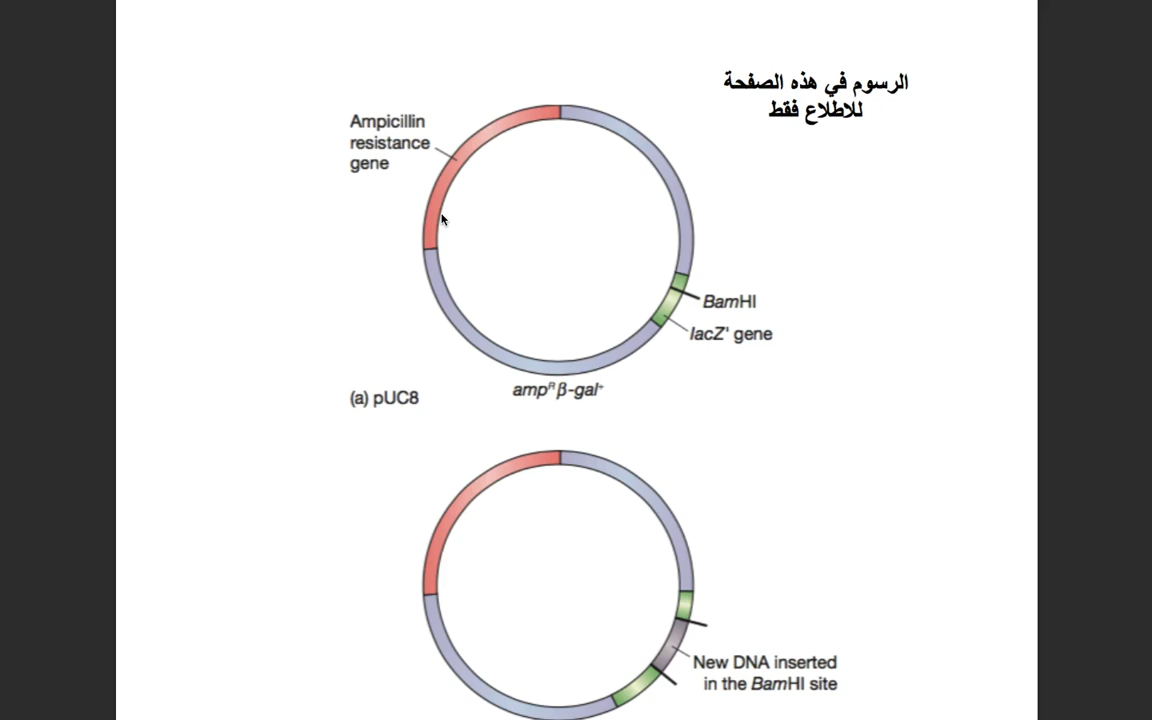 الرسوم في هذه الصفحة
للاطلاع فقط
Ampicillin
resistance
gene
BamHI
lacZ' gene
ampᴿ β-gal⁺
(a) pUC8
New DNA inserted
in the BamHI site